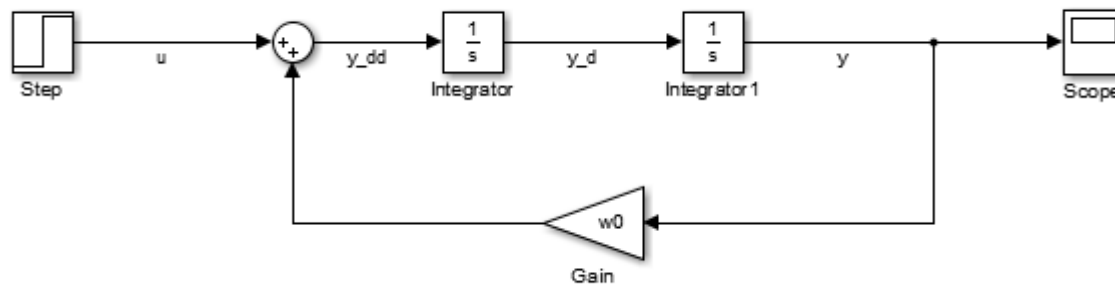 Step
u
+
+
y_dd
1
s
Integrator
y_d
1
s
Integrator1
y
Scope
w0
Gain